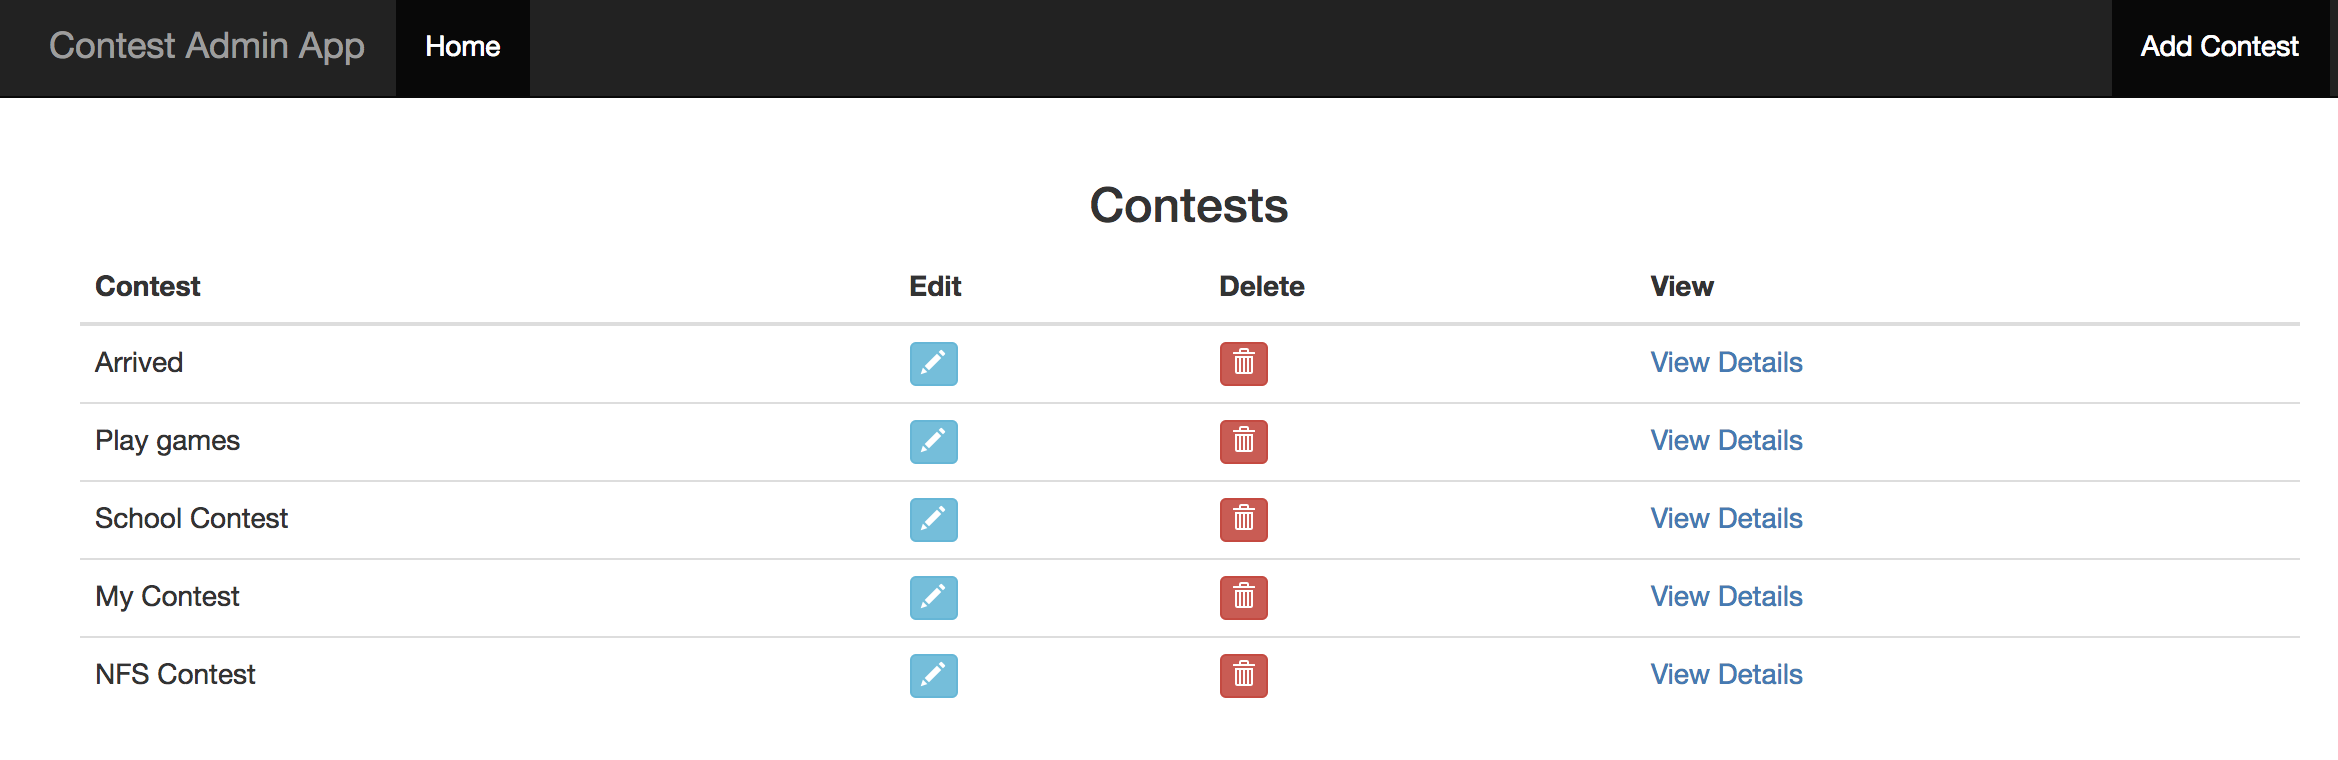 Contest Admin App Home Add Contest
Contests
Contest Edit Delete View
Arrived View Details
Play games View Details
School Contest View Details
My Contest View Details
NFS Contest View Details